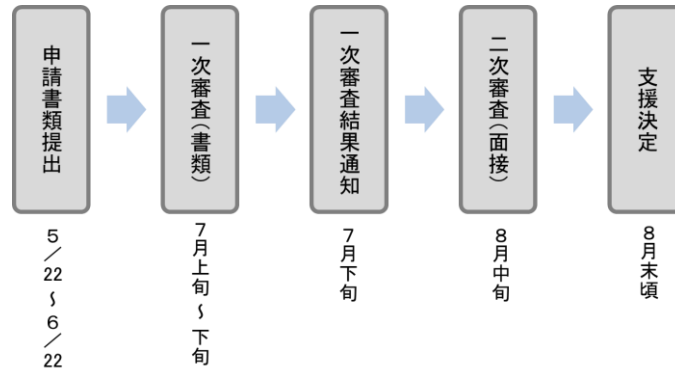 申請書類提出
一次審査(書類)
一次審査結果通知
二次審査(面接)
支援決定
5/22~6/22
7月上旬~下旬
7月下旬
8月中旬
8月末頃